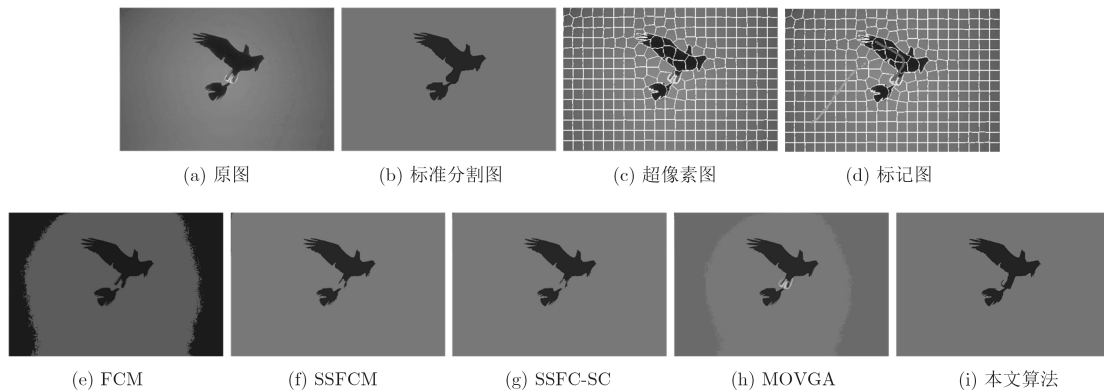 (a) 原图
(b) 标准分割图
(c) 超像素图
(d) 标记图
(e) FCM
(f) SSFCM
(g) SSFC-SC
(h) MOVGA
(i) 本文算法